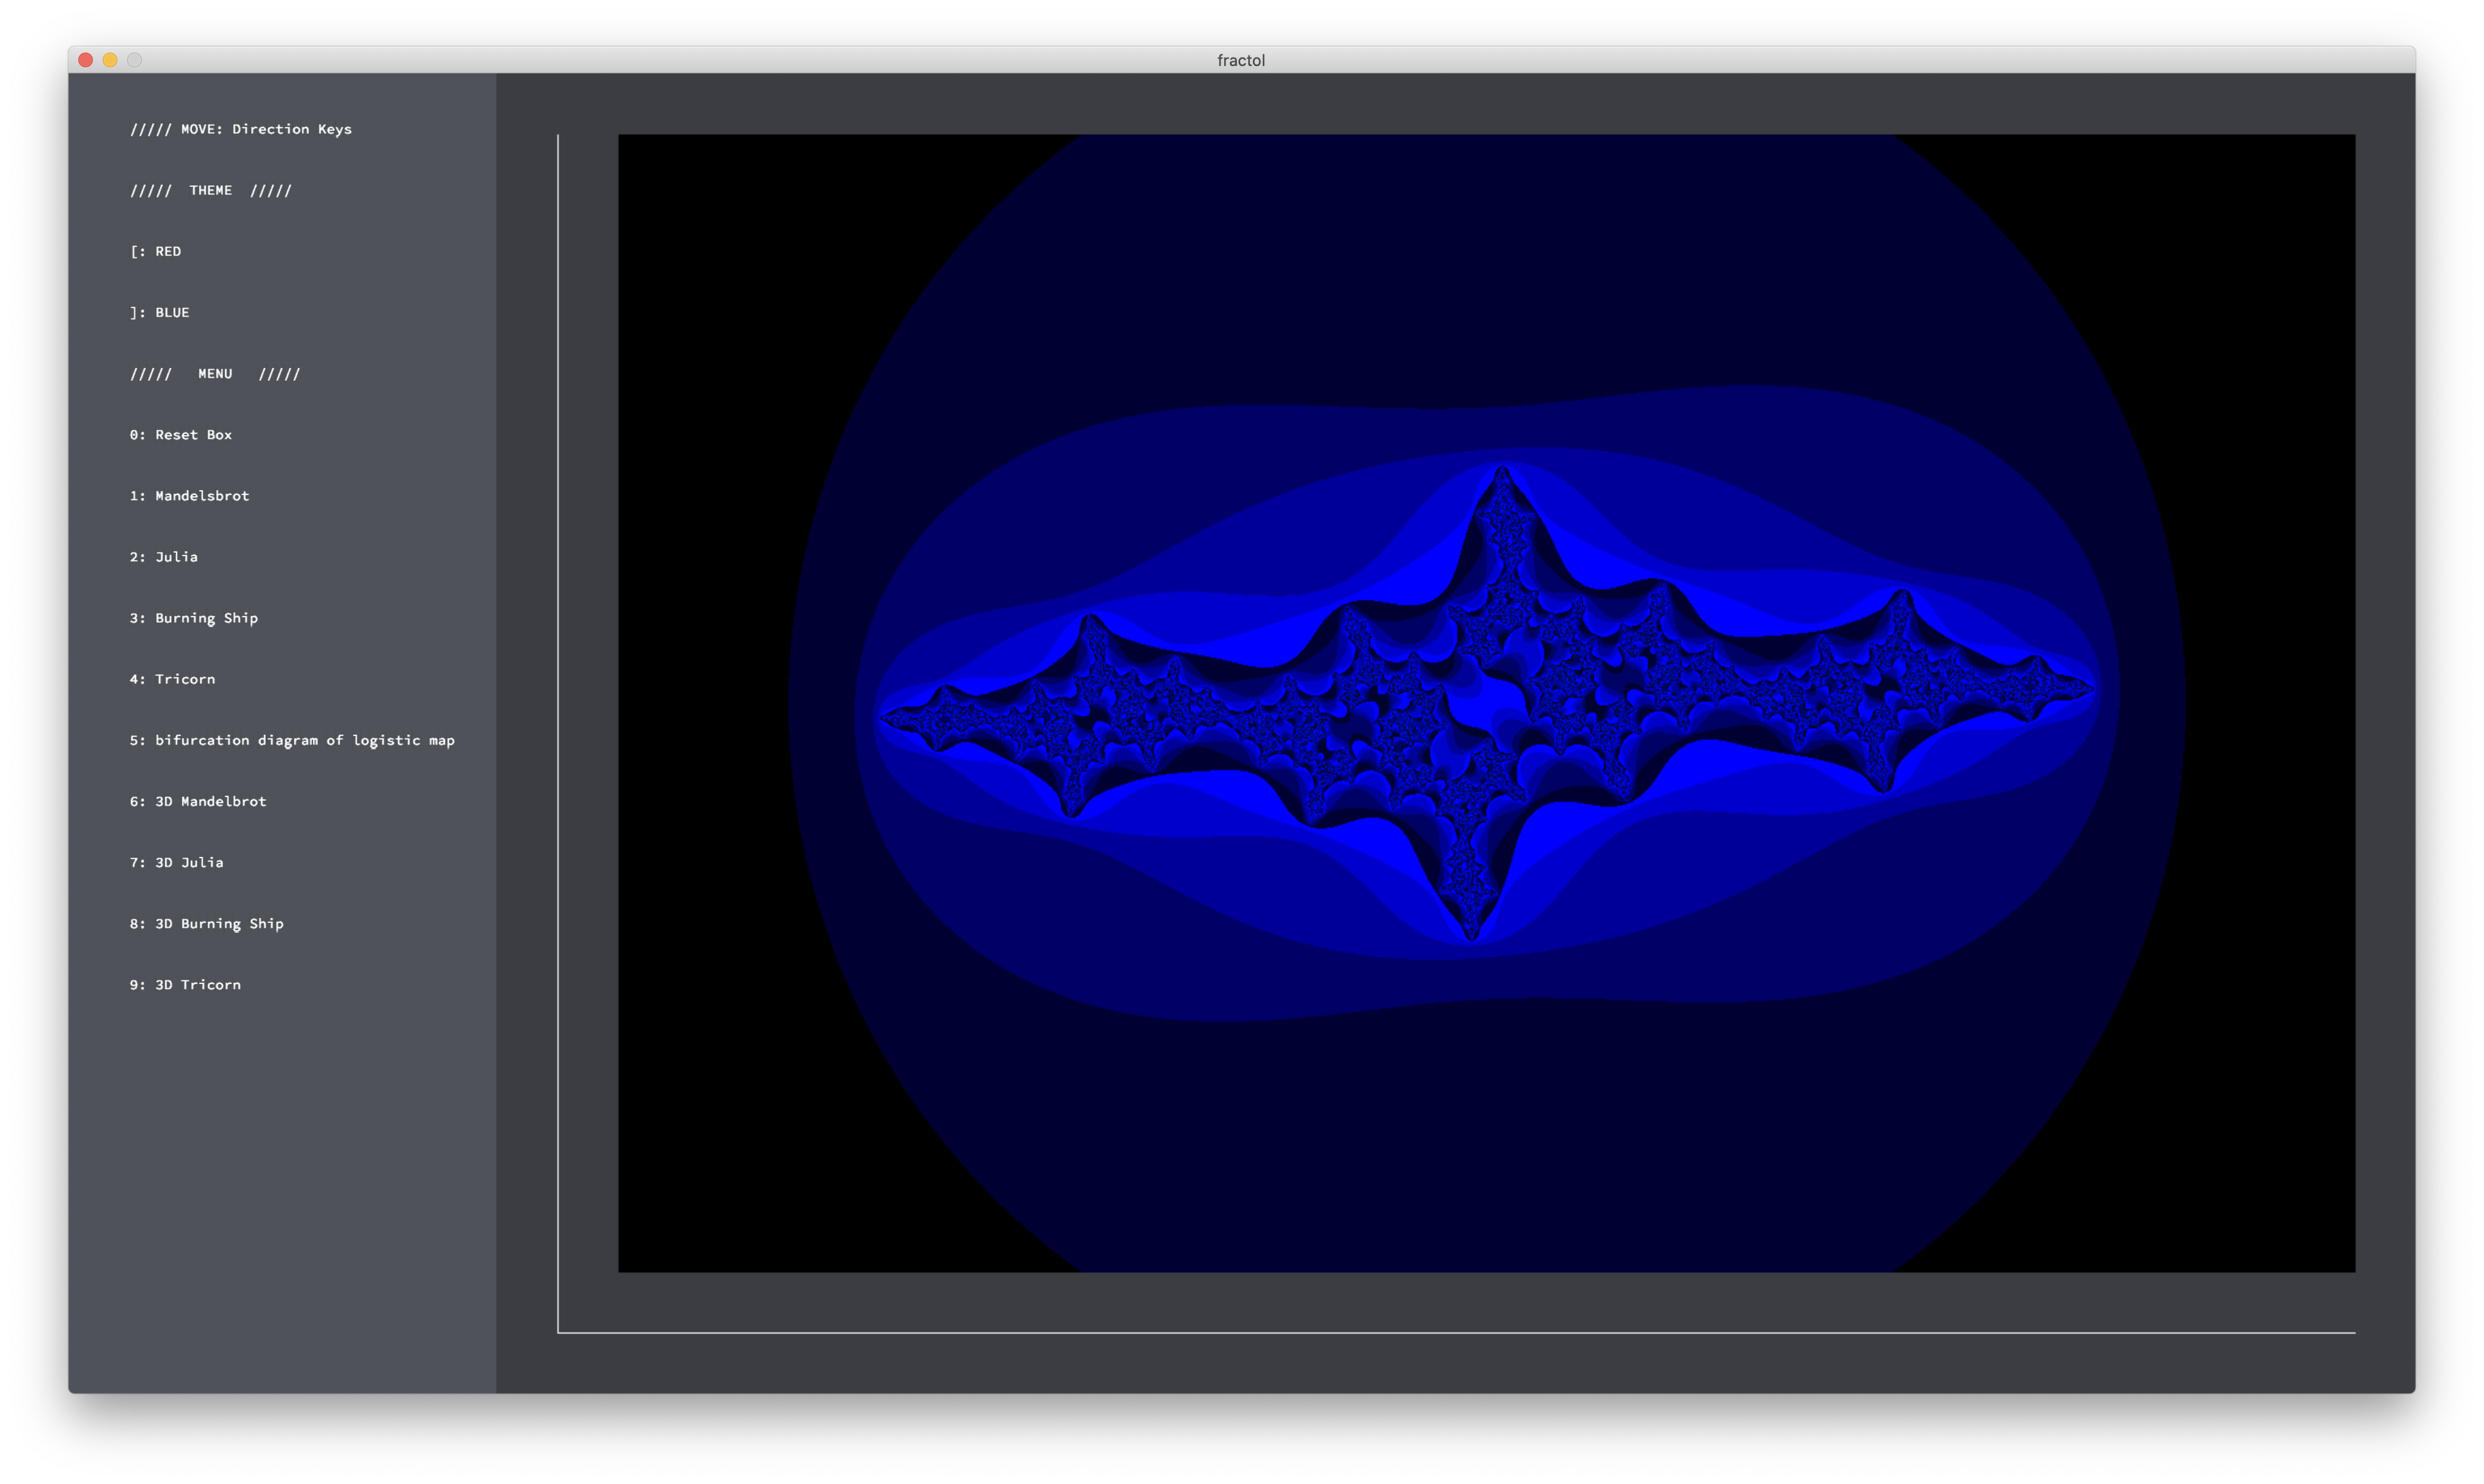 fractol
///// MOVE: Direction Keys
///// THEME /////
[: RED
]: BLUE
///// MENU /////
0: Reset Box
1: Mandelsbrot
2: Julia
3: Burning Ship
4: Tricorn
5: bifurcation diagram of logistic map
6: 3D Mandelbrot
7: 3D Julia
8: 3D Burning Ship
9: 3D Tricorn